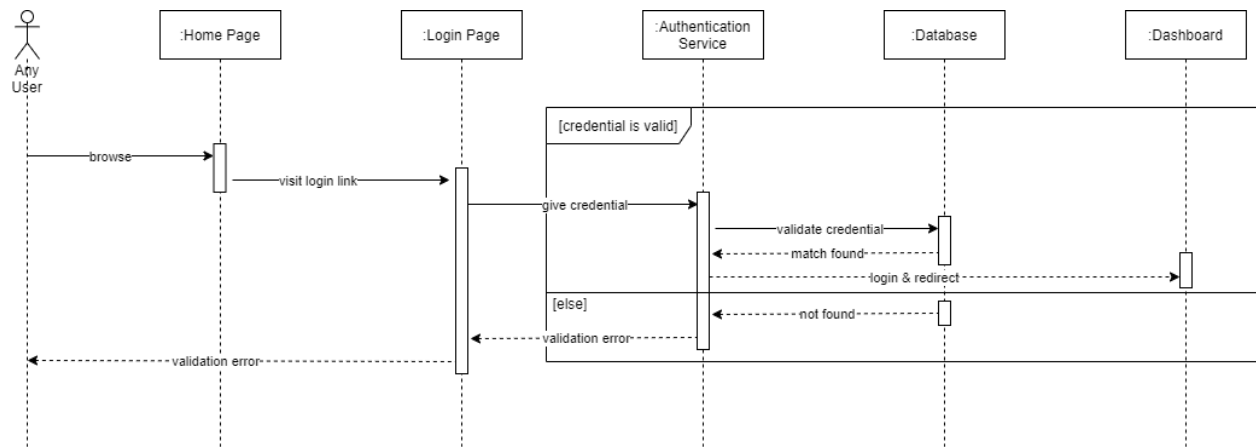 Any
User
:Home Page
:Login Page
:Authentication
Service
:Database
:Dashboard
[credential is valid]
browse
visit login link
give credential
validate credential
match found
login & redirect
[else]
not found
validation error
validation error